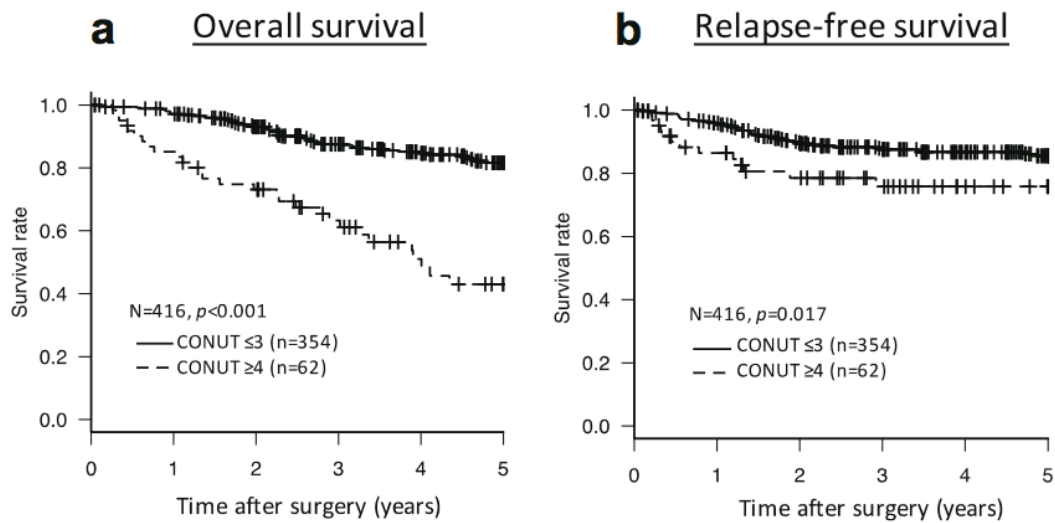 a Overall survival
1.0
0.8
0.6
0.4
0.2
0.0
Survival rate
N=416, p<0.001
CONUT ≤3 (n=354)
CONUT ≥4 (n=62)
0 1 2 3 4 5
Time after surgery (years)
b Relapse-free survival
1.0
0.8
0.6
0.4
0.2
0.0
Survival rate
N=416, p=0.017
CONUT ≤3 (n=354)
CONUT ≥4 (n=62)
0 1 2 3 4 5
Time after surgery (years)